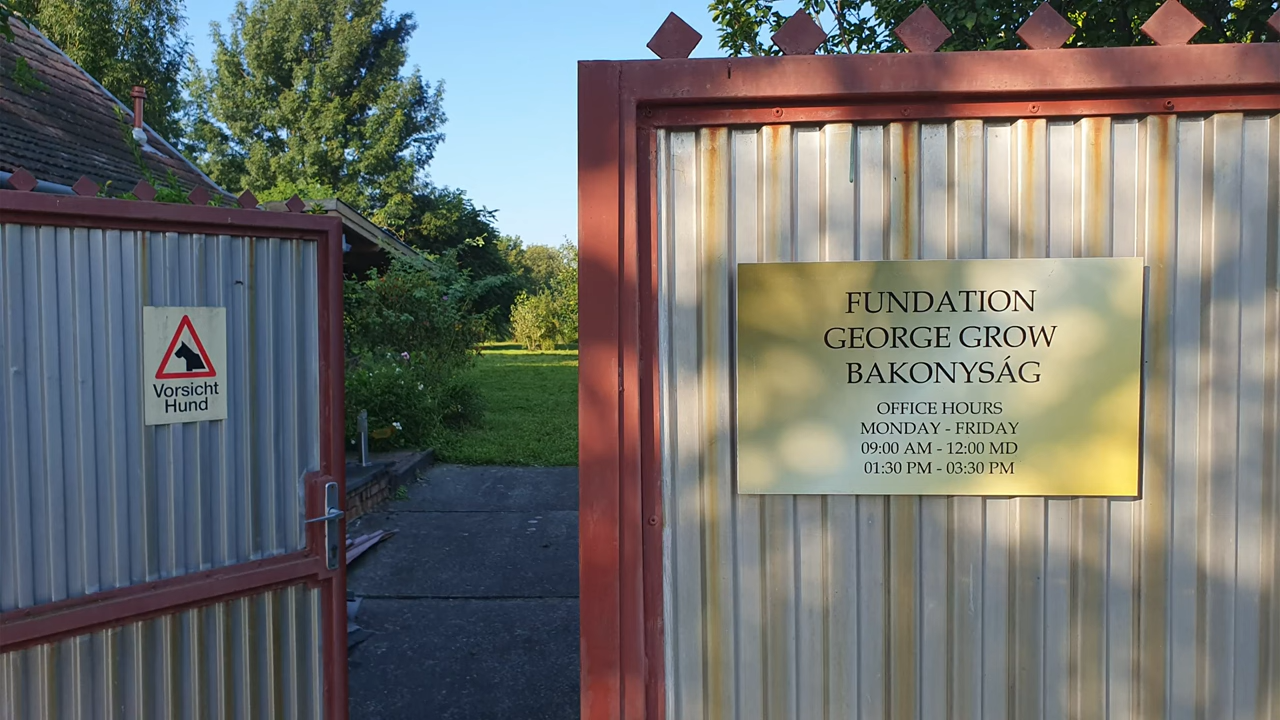 Vorsicht
Hund
FUNDATION
GEORGE GROW
BAKONYSÁG
OFFICE HOURS
MONDAY - FRIDAY
09:00 AM - 12:00 MD
01:30 PM - 03:30 PM